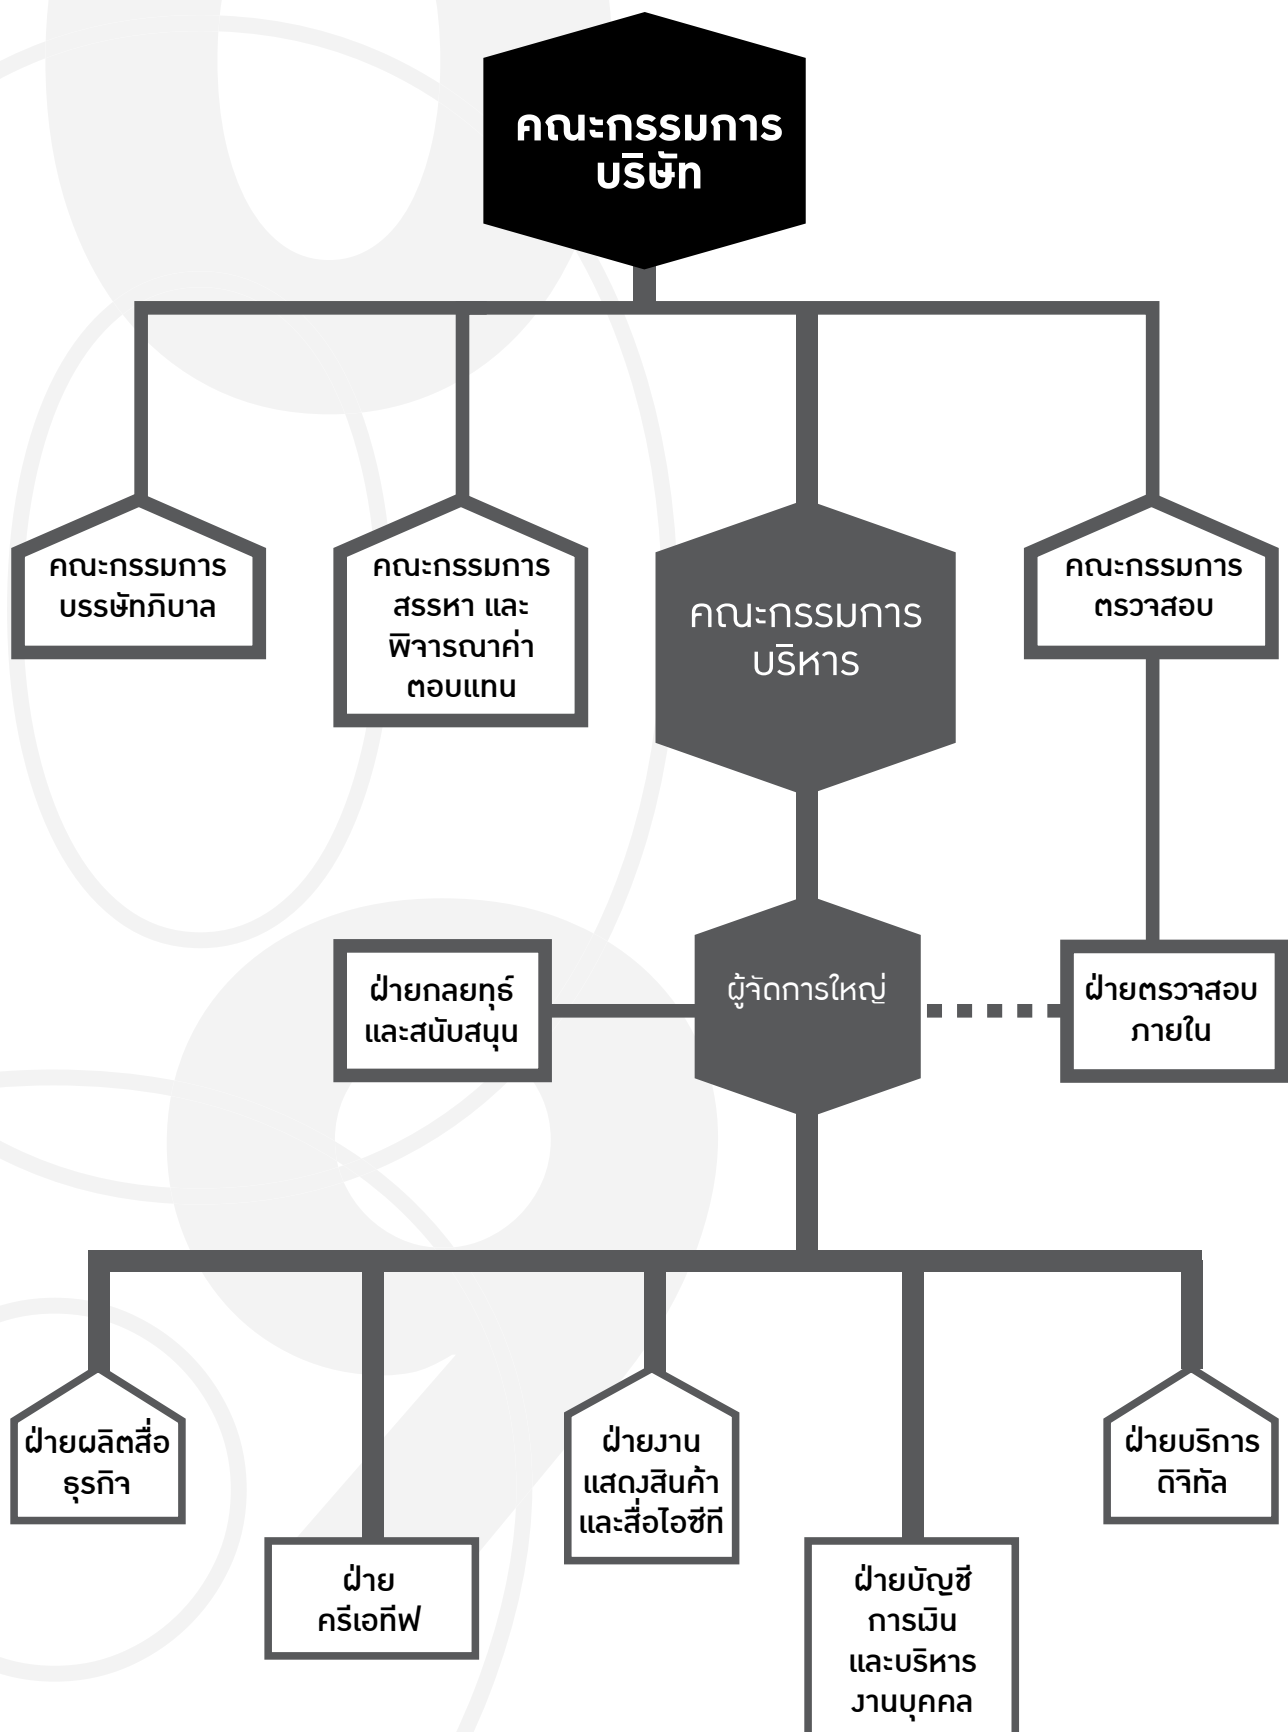 คณะกรรมการ
บริษัท
คณะกรรมการ
บรรษัทภิบาล
คณะกรรมการ
สรรหา และ
พิจารณาค่า
ตอบแทน
คณะกรรมการ
บริหาร
คณะกรรมการ
ตรวจสอบ
ฝ่ายกลยทุธ์
และสนับสนุน
ผู้จัดการใหญ่
ฝ่ายตรวจสอบ
ภายใน
ฝ่ายผลิตสื่อ
ธุรกิจ
ฝ่าย
ครีเอทีฟ
ฝ่ายงาน
แสดงสินค้า
และสื่อไอซีที
ฝ่ายบัญชี
การเงิน
และบริหาร
งานบุคคล
ฝ่ายบริการ
ดิจิทัล